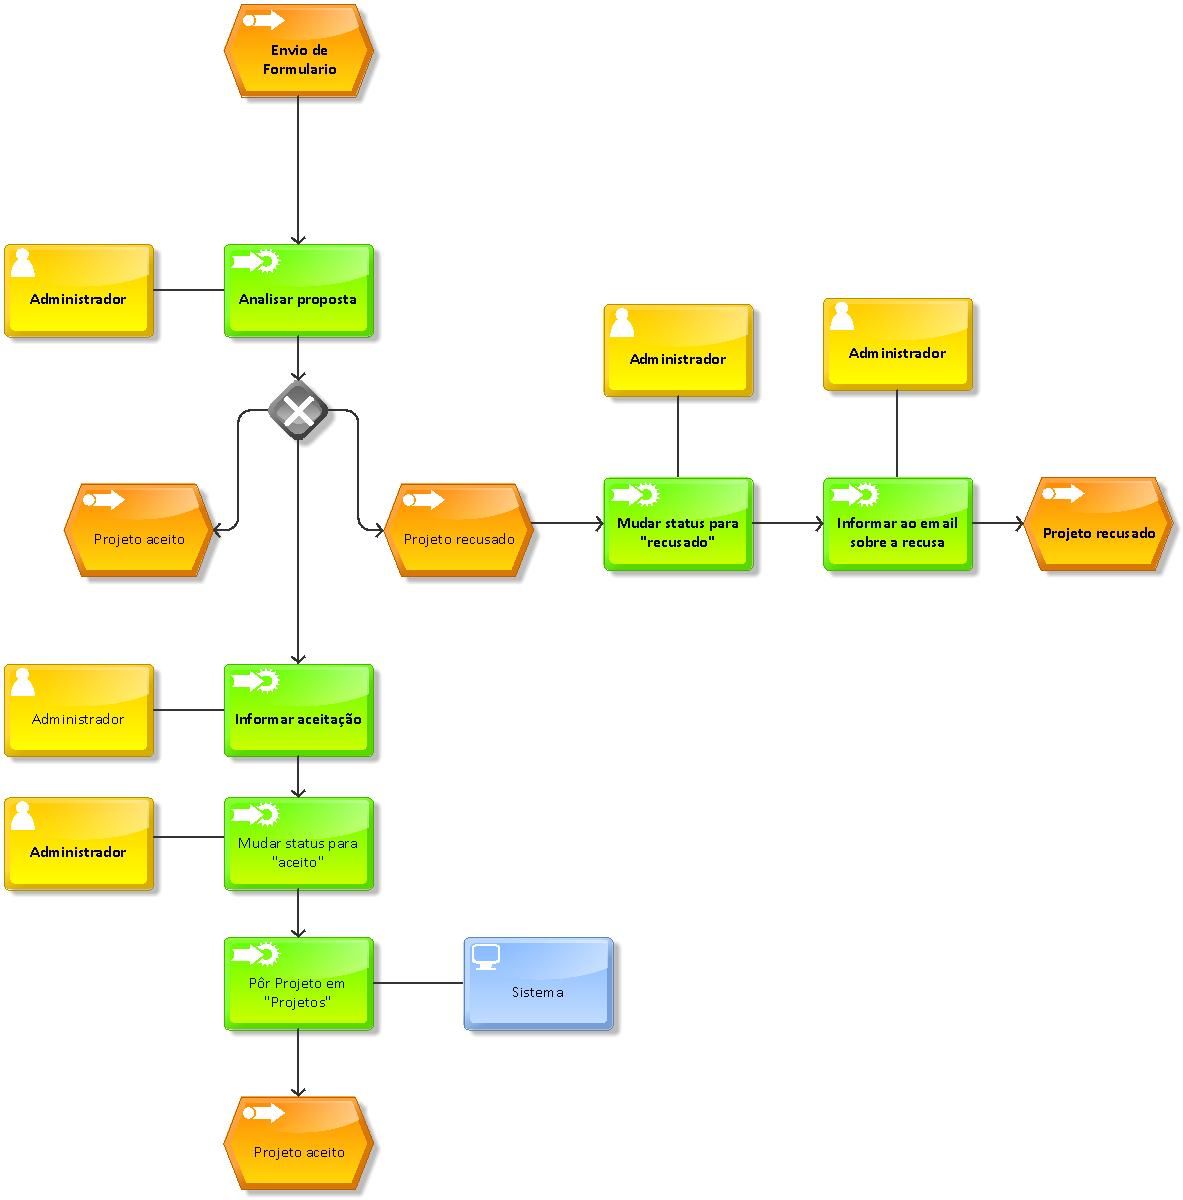 Envio de
Formulario
Administrador
Analisar proposta
Administrador
Administrador
Projeto aceito
Projeto recusado
Mudar status para
"recusado"
Informar ao email
sobre a recusa
Projeto recusado
Administrador
Informar aceitação
Administrador
Mudar status para
"aceito"
Pôr Projeto em
"Projetos"
Sistema
Projeto aceito